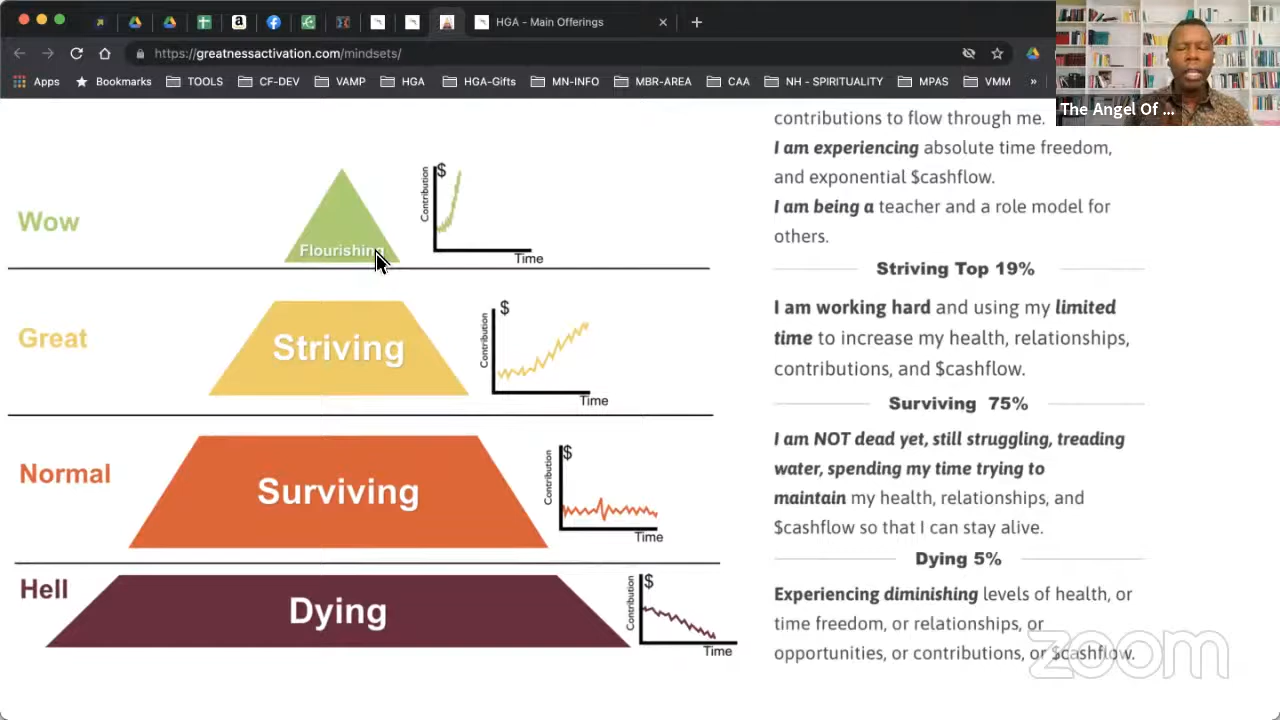 HGA - Main Offerings
https://greatnessactivation.com/mindsets/
Apps Bookmarks TOOLS CF-DEV VAMP HGA HGA-Gifts MN-INFO MBR-AREA CAA NH - SPIRITUALITY MPAS VMM »
The Angel Of ...
contributions to flow through me.
I am experiencing absolute time freedom,
and exponential $cashflow.
I am being a teacher and a role model for
others.
Striving Top 19%
I am working hard and using my limited
time to increase my health, relationships,
contributions, and $cashflow.
Surviving 75%
I am NOT dead yet, still struggling, treading
water, spending my time trying to
maintain my health, relationships, and
$cashflow so that I can stay alive.
Dying 5%
Experiencing diminishing levels of health, or
time freedom, or relationships, or
opportunities, or contributions, or $cashflow.
Wow
Flourishing
Contribution
$
Time
Great
Striving
Contribution
$
Time
Normal
Surviving
Contribution
$
Time
Hell
Dying
Contribution
$
Time
zoom